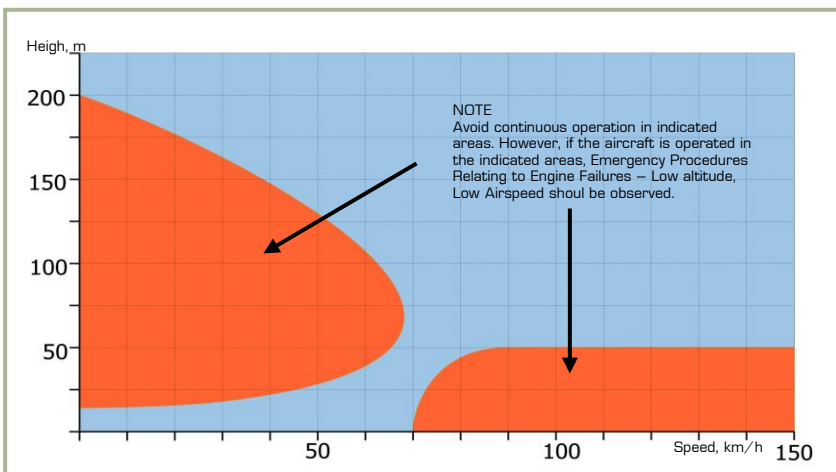 Heigh, m
200
150
100
50
NOTE
Avoid continuous operation in indicated
areas. However, if the aircraft is operated in
the indicated areas, Emergency Procedures
Relating to Engine Failures – Low altitude,
Low Airspeed shoul be observed.
50
100
Speed, km/h
150